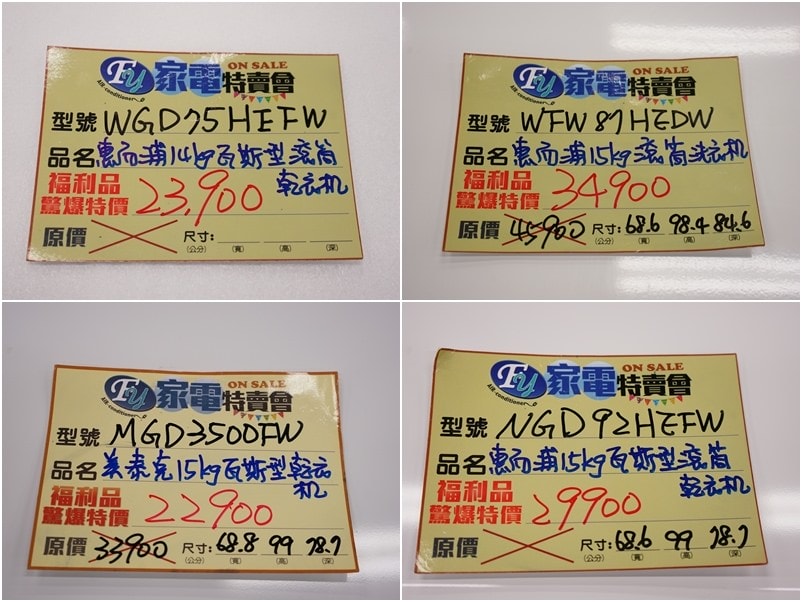 Fy 家電特賣會 ON SALE
Air-conditioner
型號 WGD75HEFW
品名 惠而浦14kg瓦斯型滾筒
乾衣机
福利品
驚爆特價 23,900
原價 尺寸:
(公分) (寬) (高) (深)
Fy 家電特賣會 ON SALE
Air-conditioner
型號 WFW87HEDW
品名 惠而浦15kg滾筒洗衣机
福利品
驚爆特價 34900
原價 45900 尺寸: 68.6 98.4 84.6
(公分) (寬) (高) (深)
Fy 家電特賣會 ON SALE
Air-conditioner
型號 MGD3500FW
品名 美泰克15kg瓦斯型乾衣
机
福利品
驚爆特價 22900
原價 33900 尺寸: 68.8 99 78.7
(公分) (寬) (高) (深)
Fy 家電特賣會 ON SALE
Air-conditioner
型號 NGD92HEFW
品名 惠而浦15kg瓦斯型滾筒
乾衣机
福利品
驚爆特價 29900
原價 尺寸: 68.6 99 78.7
(公分) (寬) (高) (深)